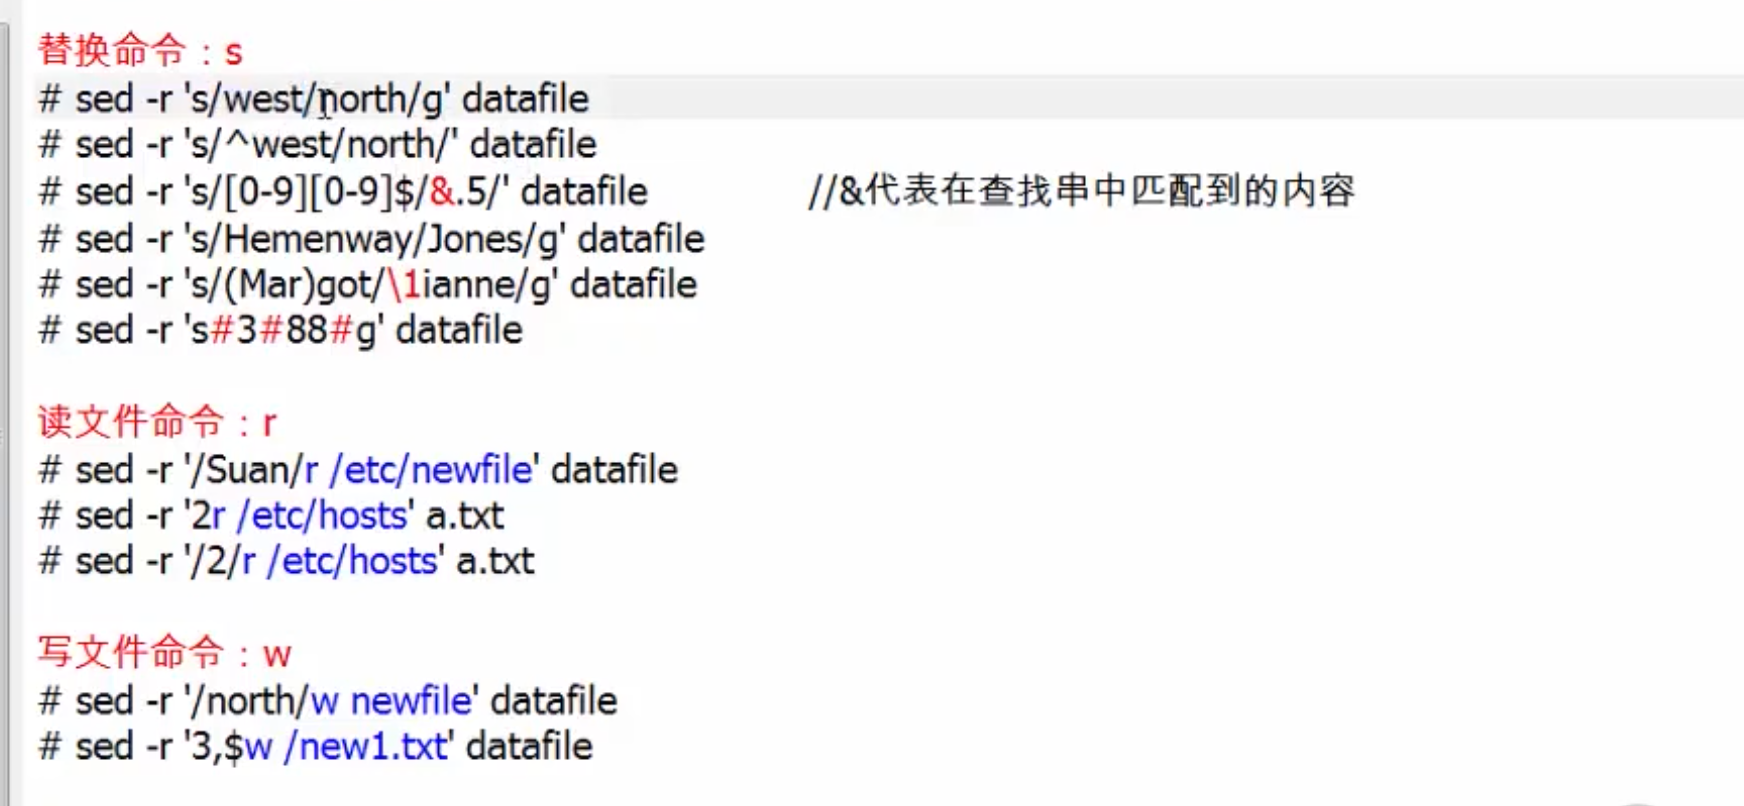 替换命令：s
# sed -r 's/west/north/g' datafile
# sed -r 's/^west/north/' datafile
# sed -r 's/[0-9][0-9]$/&.5/' datafile //&代表在查找串中匹配到的内容
# sed -r 's/Hemenway/Jones/g' datafile
# sed -r 's/(Mar)got/\1ianne/g' datafile
# sed -r 's#3#88#g' datafile
读文件命令：r
# sed -r '/Suan/r /etc/newfile' datafile
# sed -r '2r /etc/hosts' a.txt
# sed -r '/2/r /etc/hosts' a.txt
写文件命令：w
# sed -r '/north/w newfile' datafile
# sed -r '3,$w /new1.txt' datafile